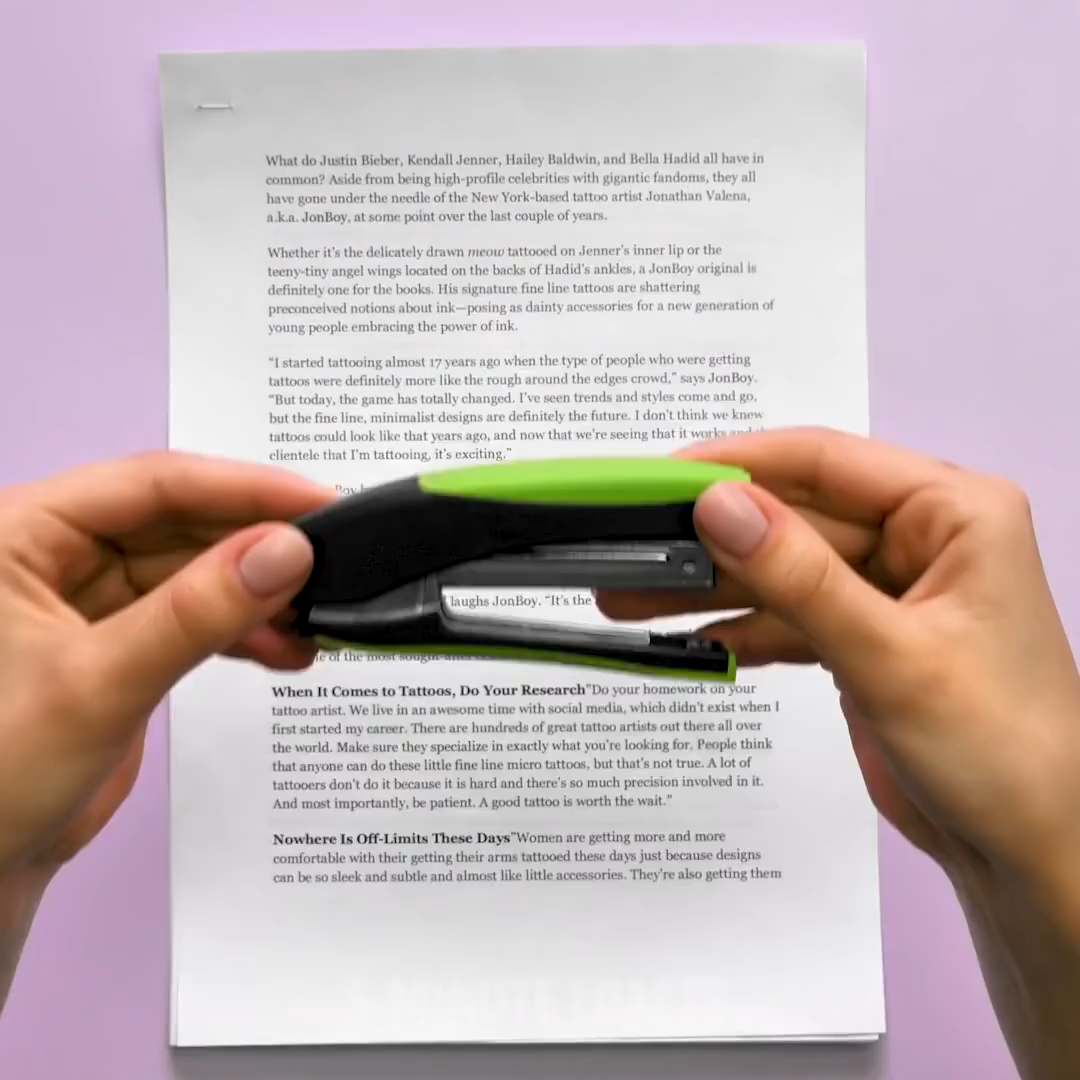 What do Justin Bieber, Kendall Jenner, Hailey Baldwin, and Bella Hadid all have in
common? Aside from being high-profile celebrities with gigantic fandoms, they all
have gone under the needle of the New York-based tattoo artist Jonathan Valena,
a.k.a. JonBoy, at some point over the last couple of years.
Whether it's the delicately drawn meow tattooed on Jenner's inner lip or the
teeny-tiny angel wings located on the backs of Hadid's ankles, a JonBoy original is
definitely one for the books. His signature fine line tattoos are shattering
preconceived notions about ink—posing as dainty accessories for a new generation of
young people embracing the power of ink.
“I started tattooing almost 17 years ago when the type of people who were getting
tattoos were definitely more like the rough around the edges crowd,” says JonBoy.
“But today, the game has totally changed. I've seen trends and styles come and go,
but the fine line, minimalist designs are definitely the future. I don't think we knew
tattoos could look like that years ago, and now that we're seeing that it works and
clientele that I'm tattooing, it's exciting.”
laughs JonBoy. “It's the
of the most sought-after
When It Comes to Tattoos, Do Your Research”Do your homework on your
tattoo artist. We live in an awesome time with social media, which didn't exist when I
first started my career. There are hundreds of great tattoo artists out there all over
the world. Make sure they specialize in exactly what you're looking for. People think
that anyone can do these little fine line micro tattoos, but that's not true. A lot of
tattooers don't do it because it is hard and there's so much precision involved in it.
And most importantly, be patient. A good tattoo is worth the wait.”
Nowhere Is Off-Limits These Days”Women are getting more and more
comfortable with their getting their arms tattooed these days just because designs
can be so sleek and subtle and almost like little accessories. They're also getting them